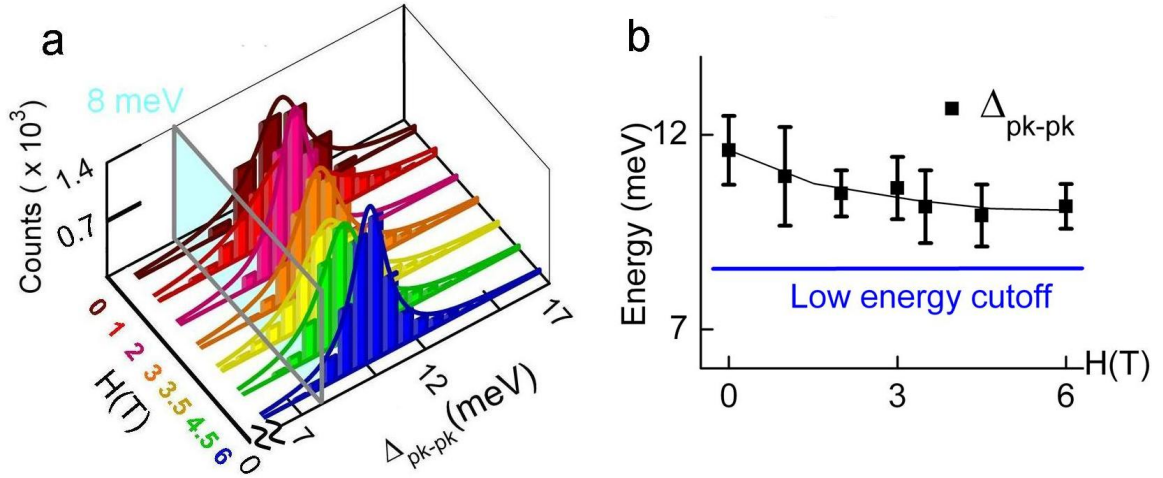 a
8 meV
Counts ( x 10³)
1.4
0.7
0
1
2
3
3.5
4.5
6
H(T)
0
7
12
17
Δpk-pk (meV)
b
Δpk-pk
12
7
Energy (meV)
Low energy cutoff
0
3
6
H(T)